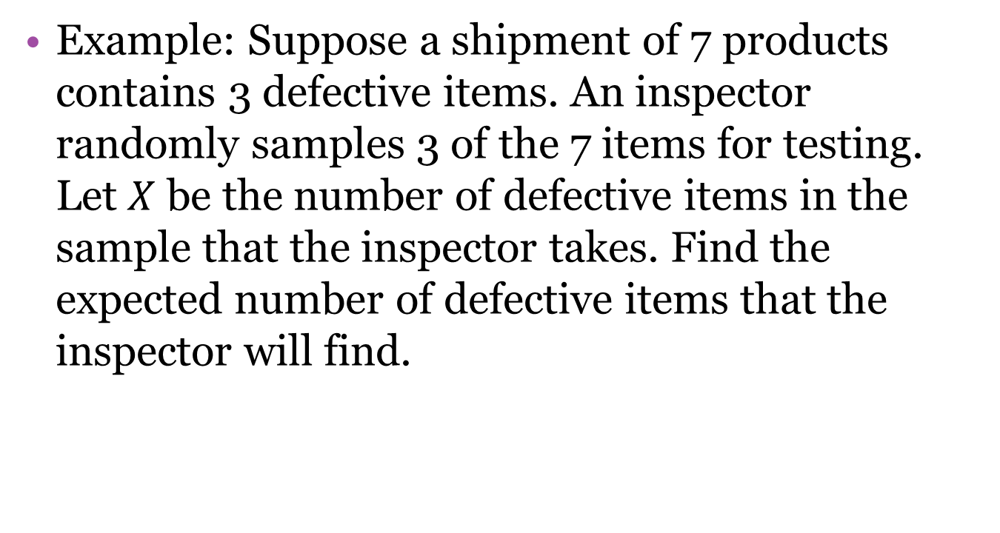 • Example: Suppose a shipment of 7 products
contains 3 defective items. An inspector
randomly samples 3 of the 7 items for testing.
Let X be the number of defective items in the
sample that the inspector takes. Find the
expected number of defective items that the
inspector will find.